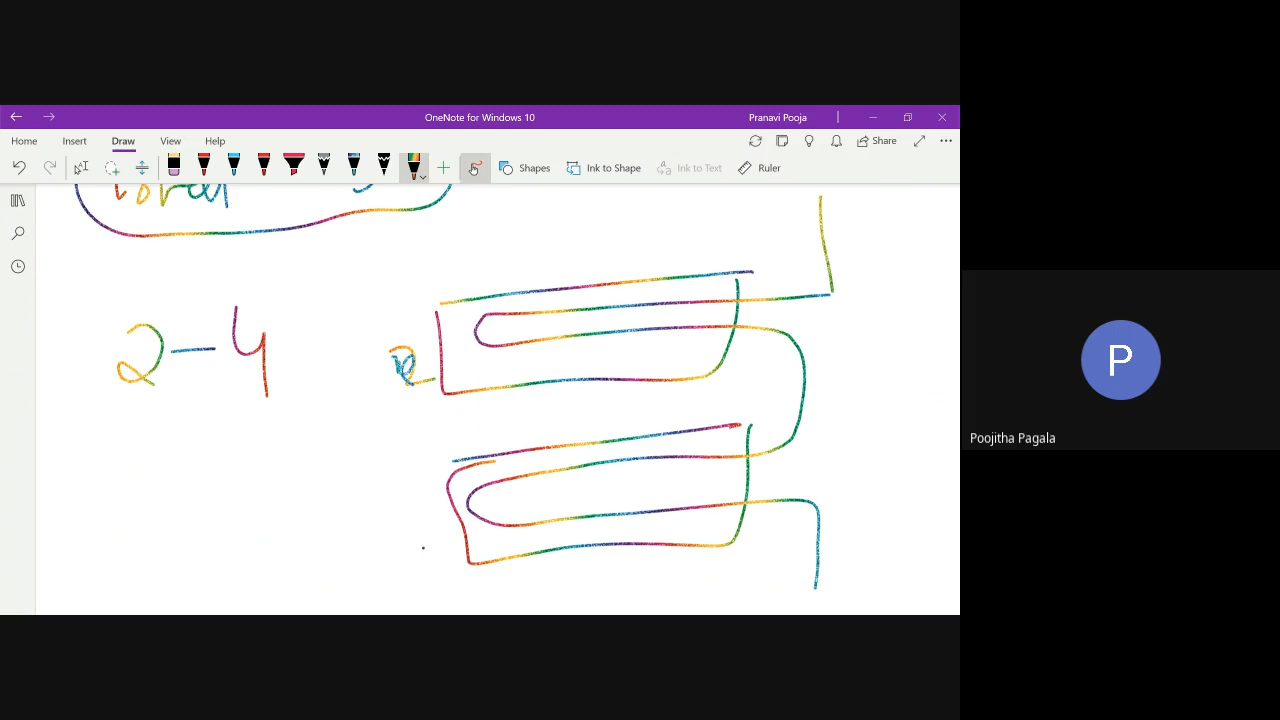 OneNote for Windows 10
Pranavi Pooja
Home Insert Draw View Help
Share
Shapes Ink to Shape Ink to Text Ruler
2-4
P
Poojitha Pagala